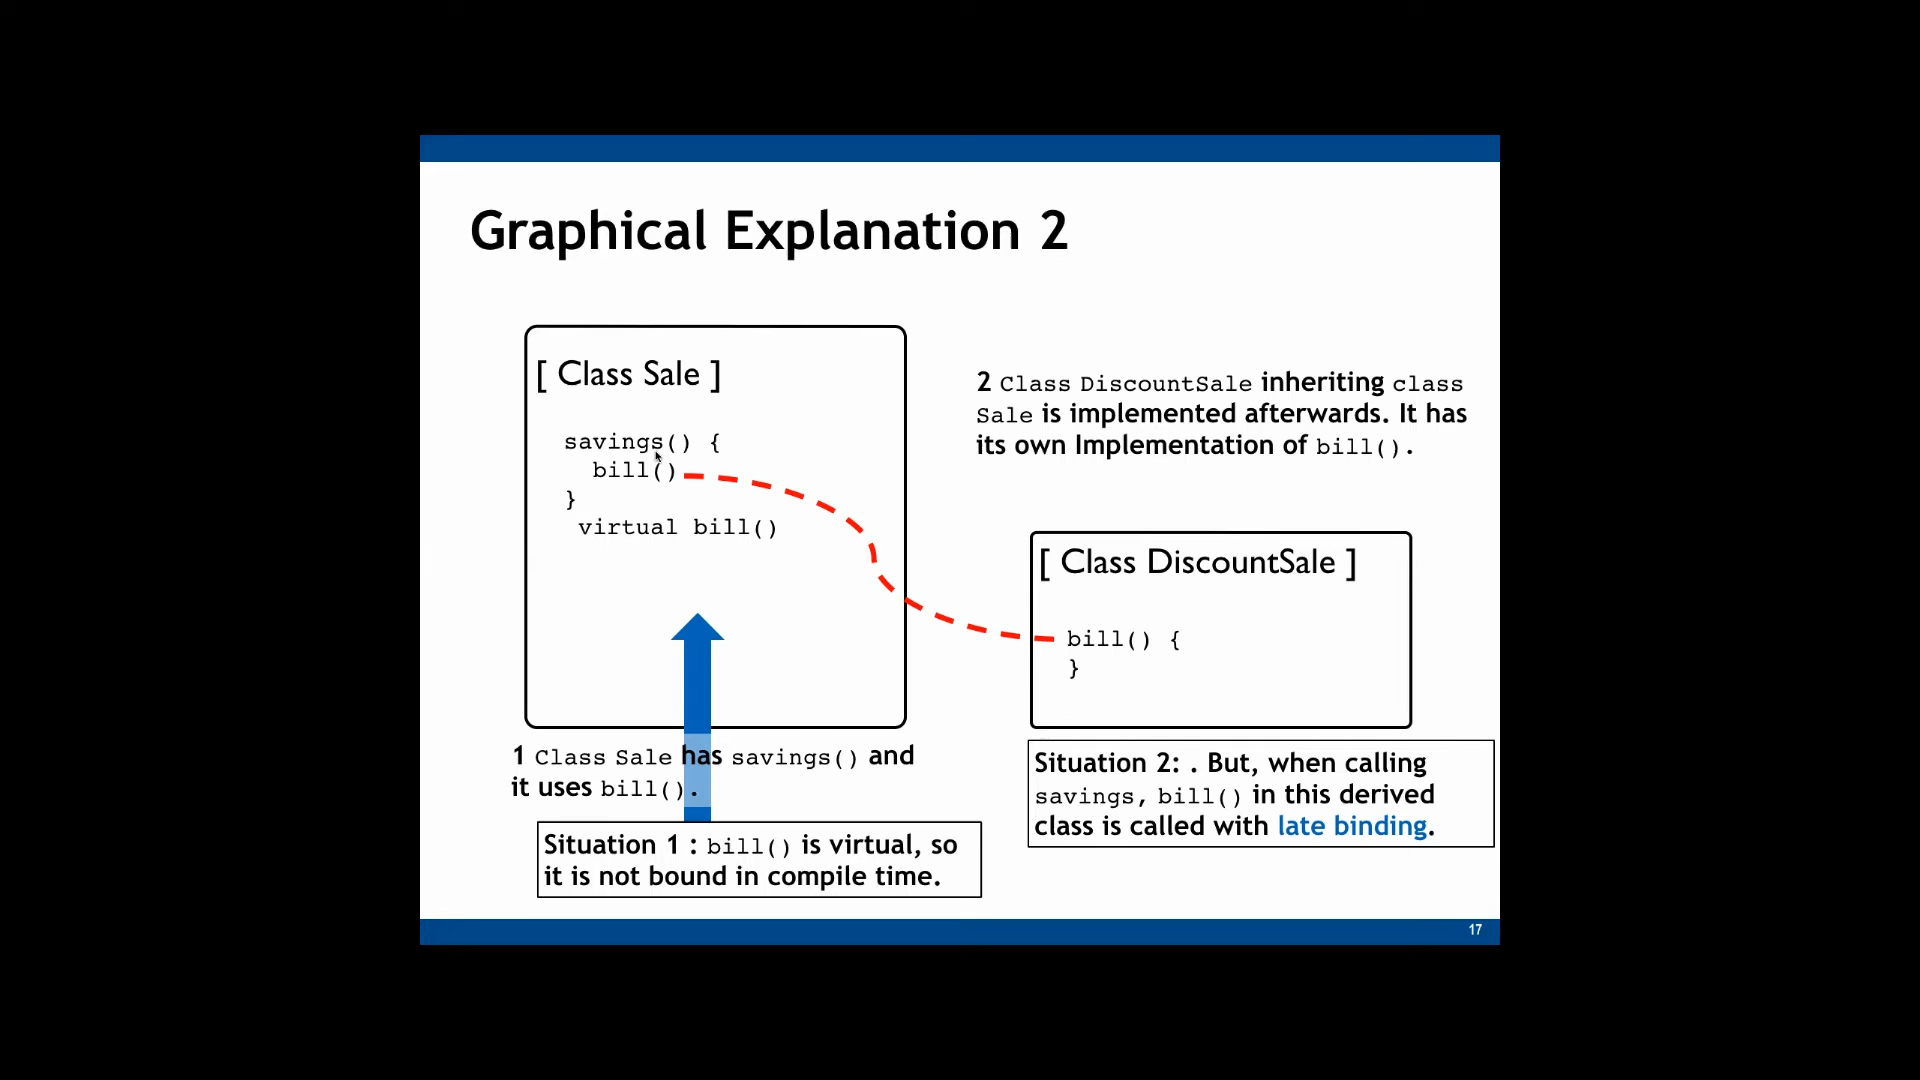 Graphical Explanation 2
[ Class Sale ]
savings() {
bill()
}
virtual bill()
1 Class Sale has savings() and
it uses bill().
Situation 1 : bill() is virtual, so
it is not bound in compile time.
2 Class DiscountSale inheriting class
Sale is implemented afterwards. It has
its own Implementation of bill().
[ Class DiscountSale ]
bill() {
}
Situation 2: . But, when calling
savings, bill() in this derived
class is called with late binding.
17